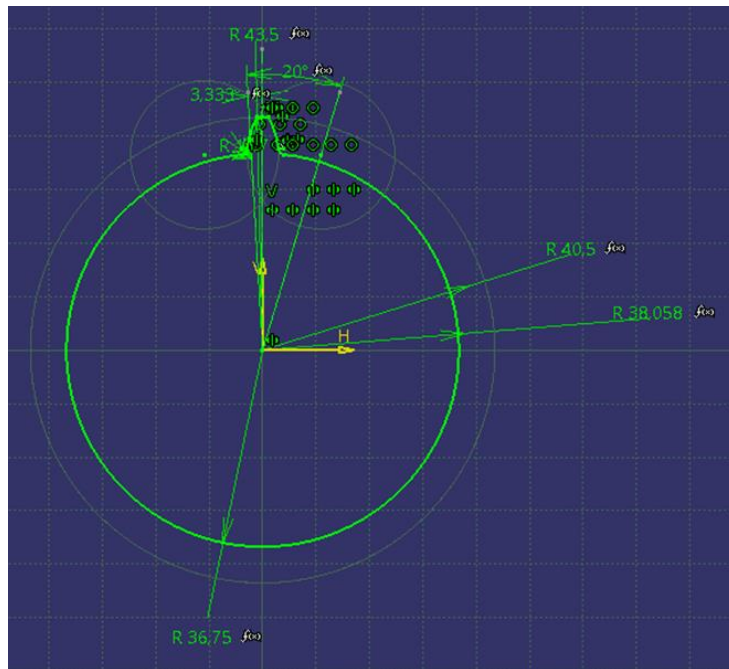 R 43,5 f(x)
20° f(x)
3,333 f(x)
V
R 40,5 f(x)
R 38,058 f(x)
H
R 36,75 f(x)